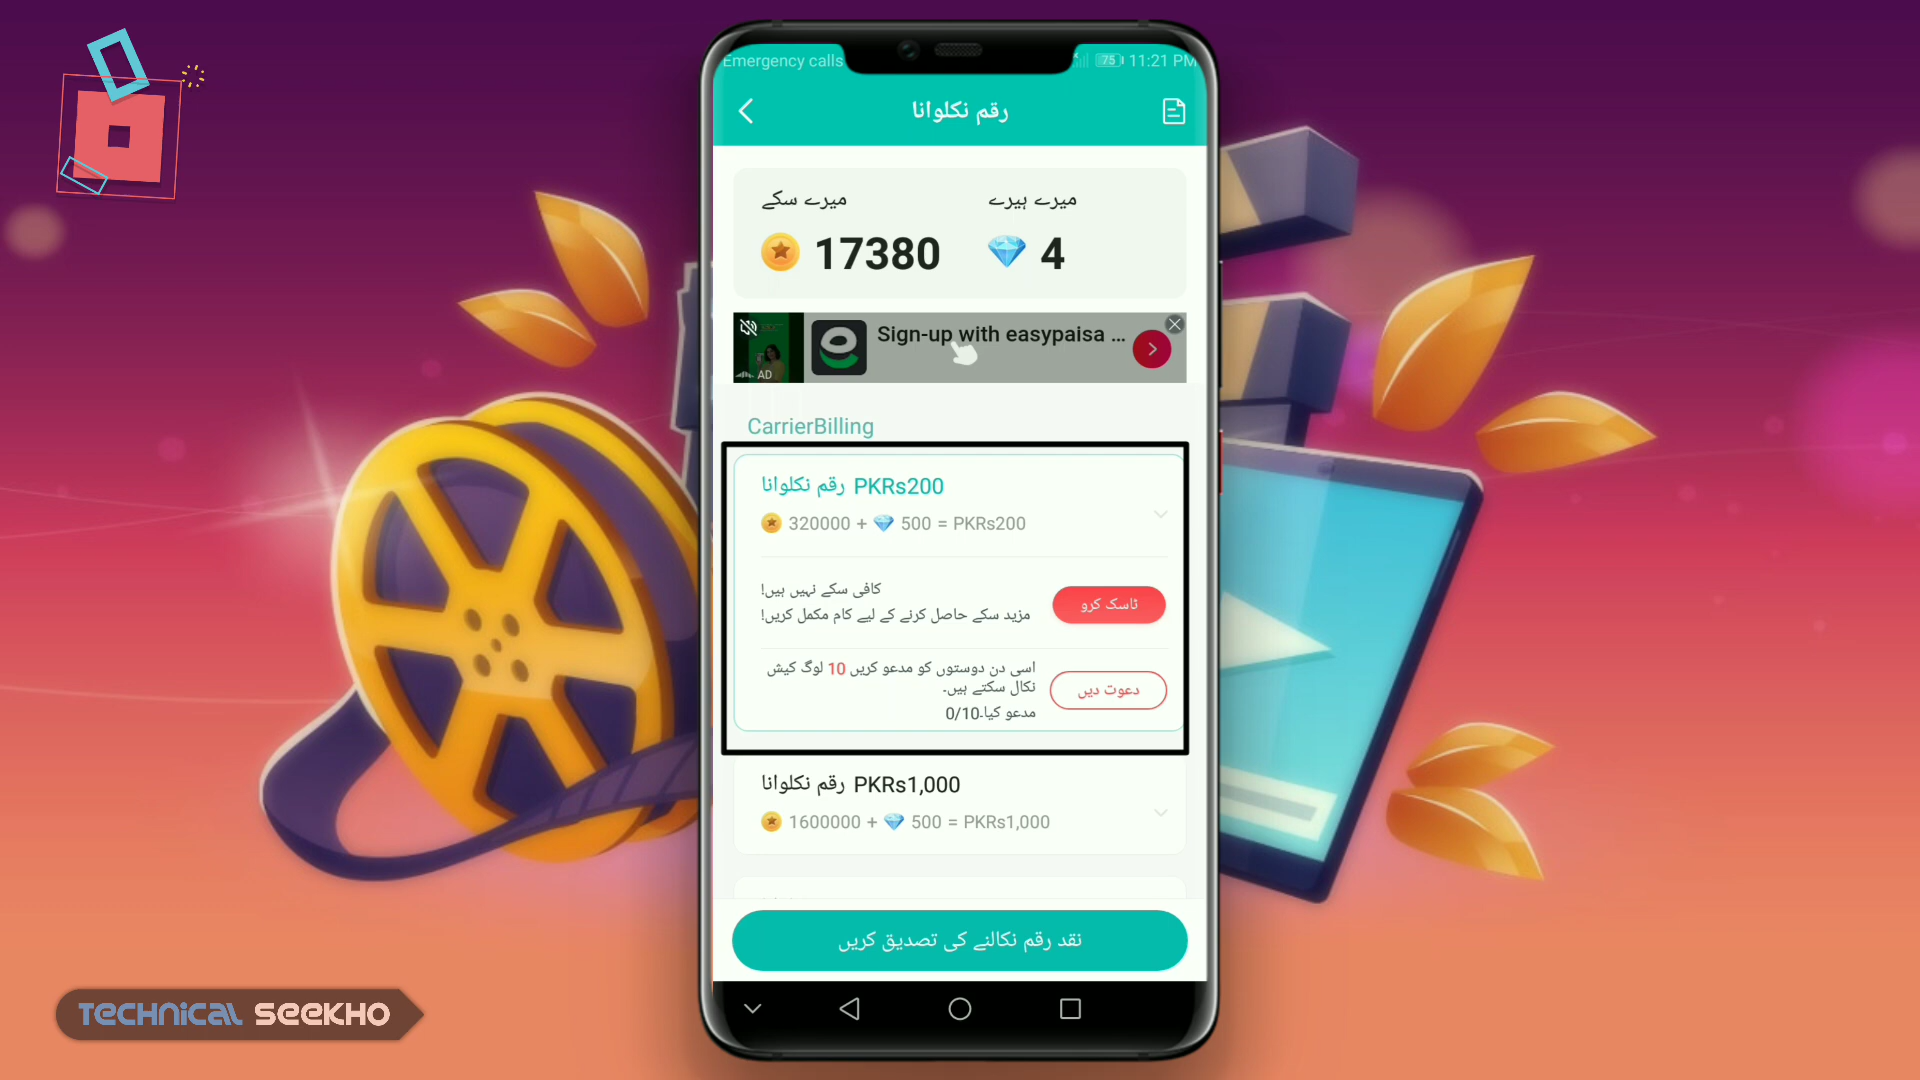 Emergency calls
75 11:21 PM
رقم نکلوانا
میرے سکے
میرے ہیرے
17380
4
AD
Sign-up with easypaisa ...
CarrierBilling
PKRs200 رقم نکلوانا
320000 + 500 = PKRs200
کافی سکے نہیں ہیں!
مزید سکے حاصل کرنے کے لیے کام مکمل کریں!
ٹاسک کرو
اسی دن دوستوں کو مدعو کریں 10 لوگ کیش
نکال سکتے ہیں۔
مدعو کیا۔0/10
دعوت دیں
PKRs1,000 رقم نکلوانا
1600000 + 500 = PKRs1,000
نقد رقم نکالنے کی تصدیق کریں
TECHNICAL SEEKHO